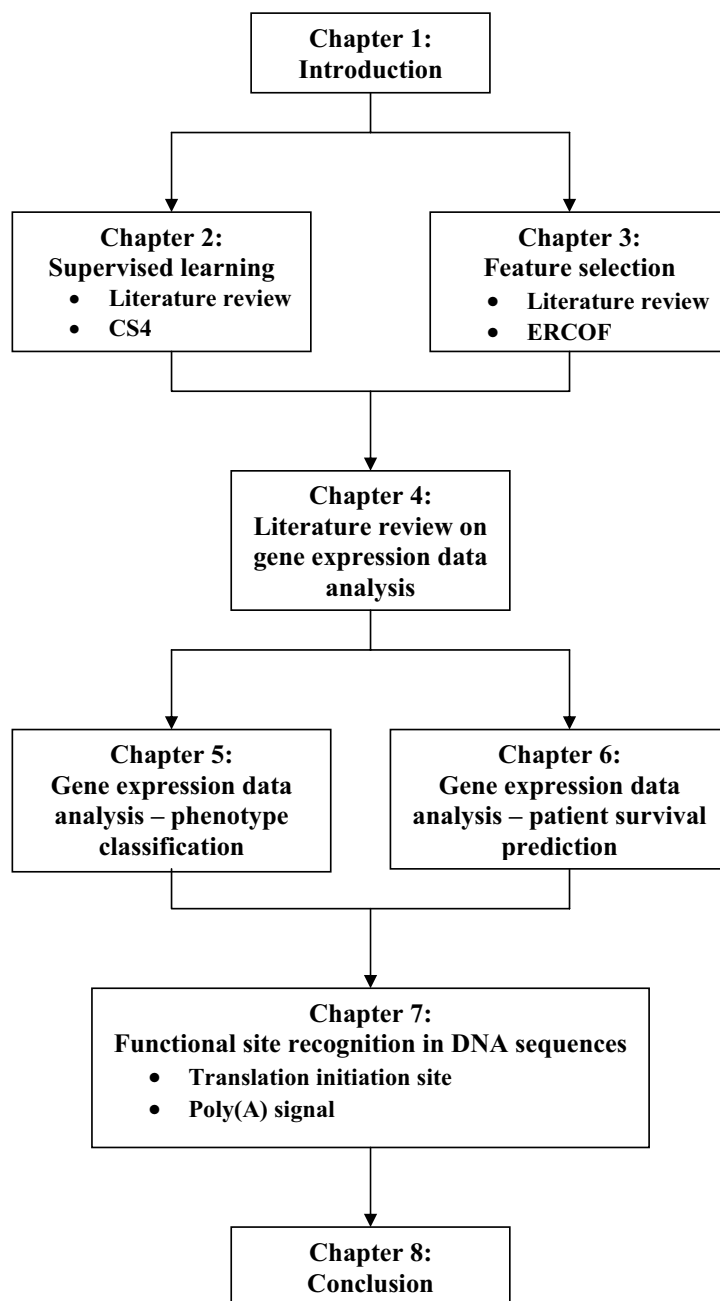 Chapter 1:
Introduction
Chapter 2:
Supervised learning
• Literature review
• CS4
Chapter 3:
Feature selection
• Literature review
• ERCOF
Chapter 4:
Literature review on
gene expression data
analysis
Chapter 5:
Gene expression data
analysis – phenotype
classification
Chapter 6:
Gene expression data
analysis – patient survival
prediction
Chapter 7:
Functional site recognition in DNA sequences
• Translation initiation site
• Poly(A) signal
Chapter 8:
Conclusion